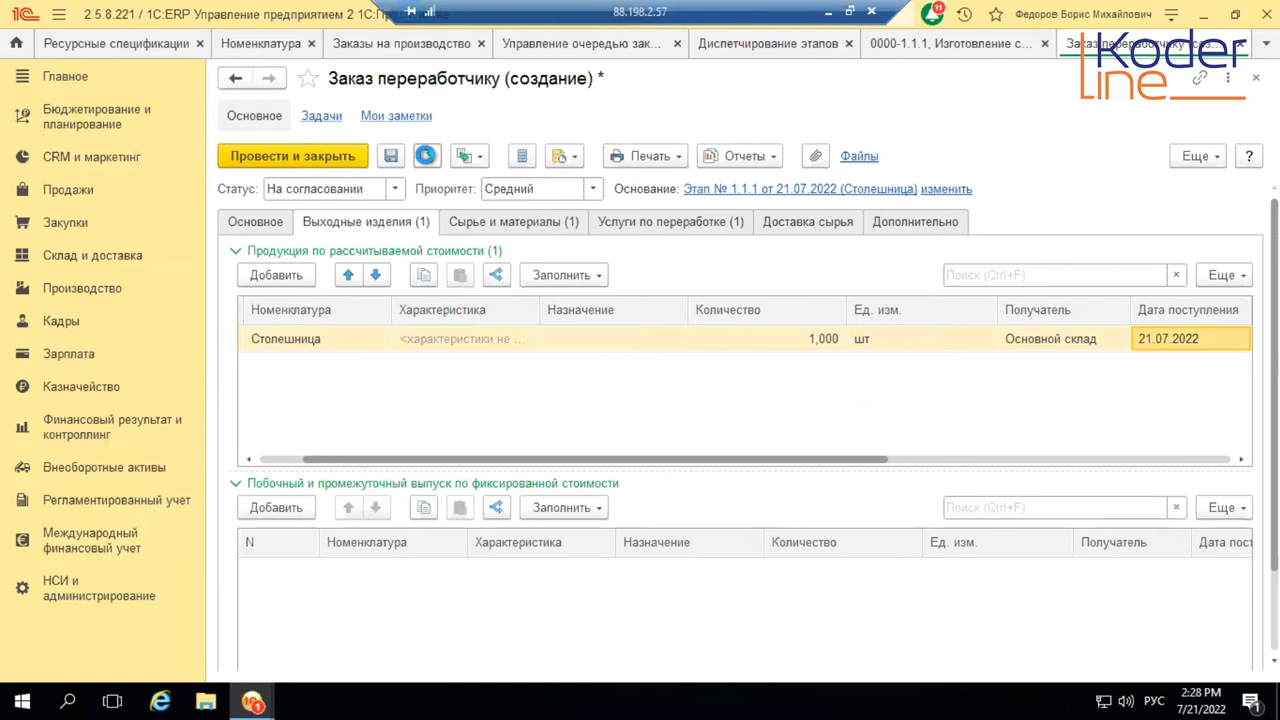 2.5.8.221 / 1C:ERP Управление предприятием 2 1С:П
88.198.2.57
11
Федоров Борис Михайлович
Ресурсные спецификации
Номенклатура
Заказы на производство
Управление очередью зак...
Диспетчирование этапов
0000-1.1.1, Изготовление с...
Заказ переработчику (соз...
Koder
line
Главное
Бюджетирование и
планирование
CRM и маркетинг
Продажи
Закупки
Склад и доставка
Производство
Кадры
Зарплата
Казначейство
Финансовый результат и
контроллинг
Внеоборотные активы
Регламентированный учет
Международный
финансовый учет
НСИ и
администрирование
Заказ переработчику (создание) *
Основное
Задачи
Мои заметки
Провести и закрыть
Печать
Отчеты
Файлы
Еще
?
Статус: На согласовании
Приоритет: Средний
Основание: Этап № 1.1.1 от 21.07.2022 (Столешница) изменить
Основное
Выходные изделия (1)
Сырье и материалы (1)
Услуги по переработке (1)
Доставка сырья
Дополнительно
Продукция по рассчитываемой стоимости (1)
Добавить
Заполнить
Поиск (Ctrl+F)
Еще
Номенклатура Характеристика Назначение Количество Ед. изм. Получатель Дата поступления
Столешница <характеристики не ... 1,000 шт Основной склад 21.07.2022
Побочный и промежуточный выпуск по фиксированной стоимости
Добавить
Заполнить
Поиск (Ctrl+F)
Еще
N Номенклатура Характеристика Назначение Количество Ед. изм. Получатель Дата пост
РУС
2:28 PM
7/21/2022
1
1